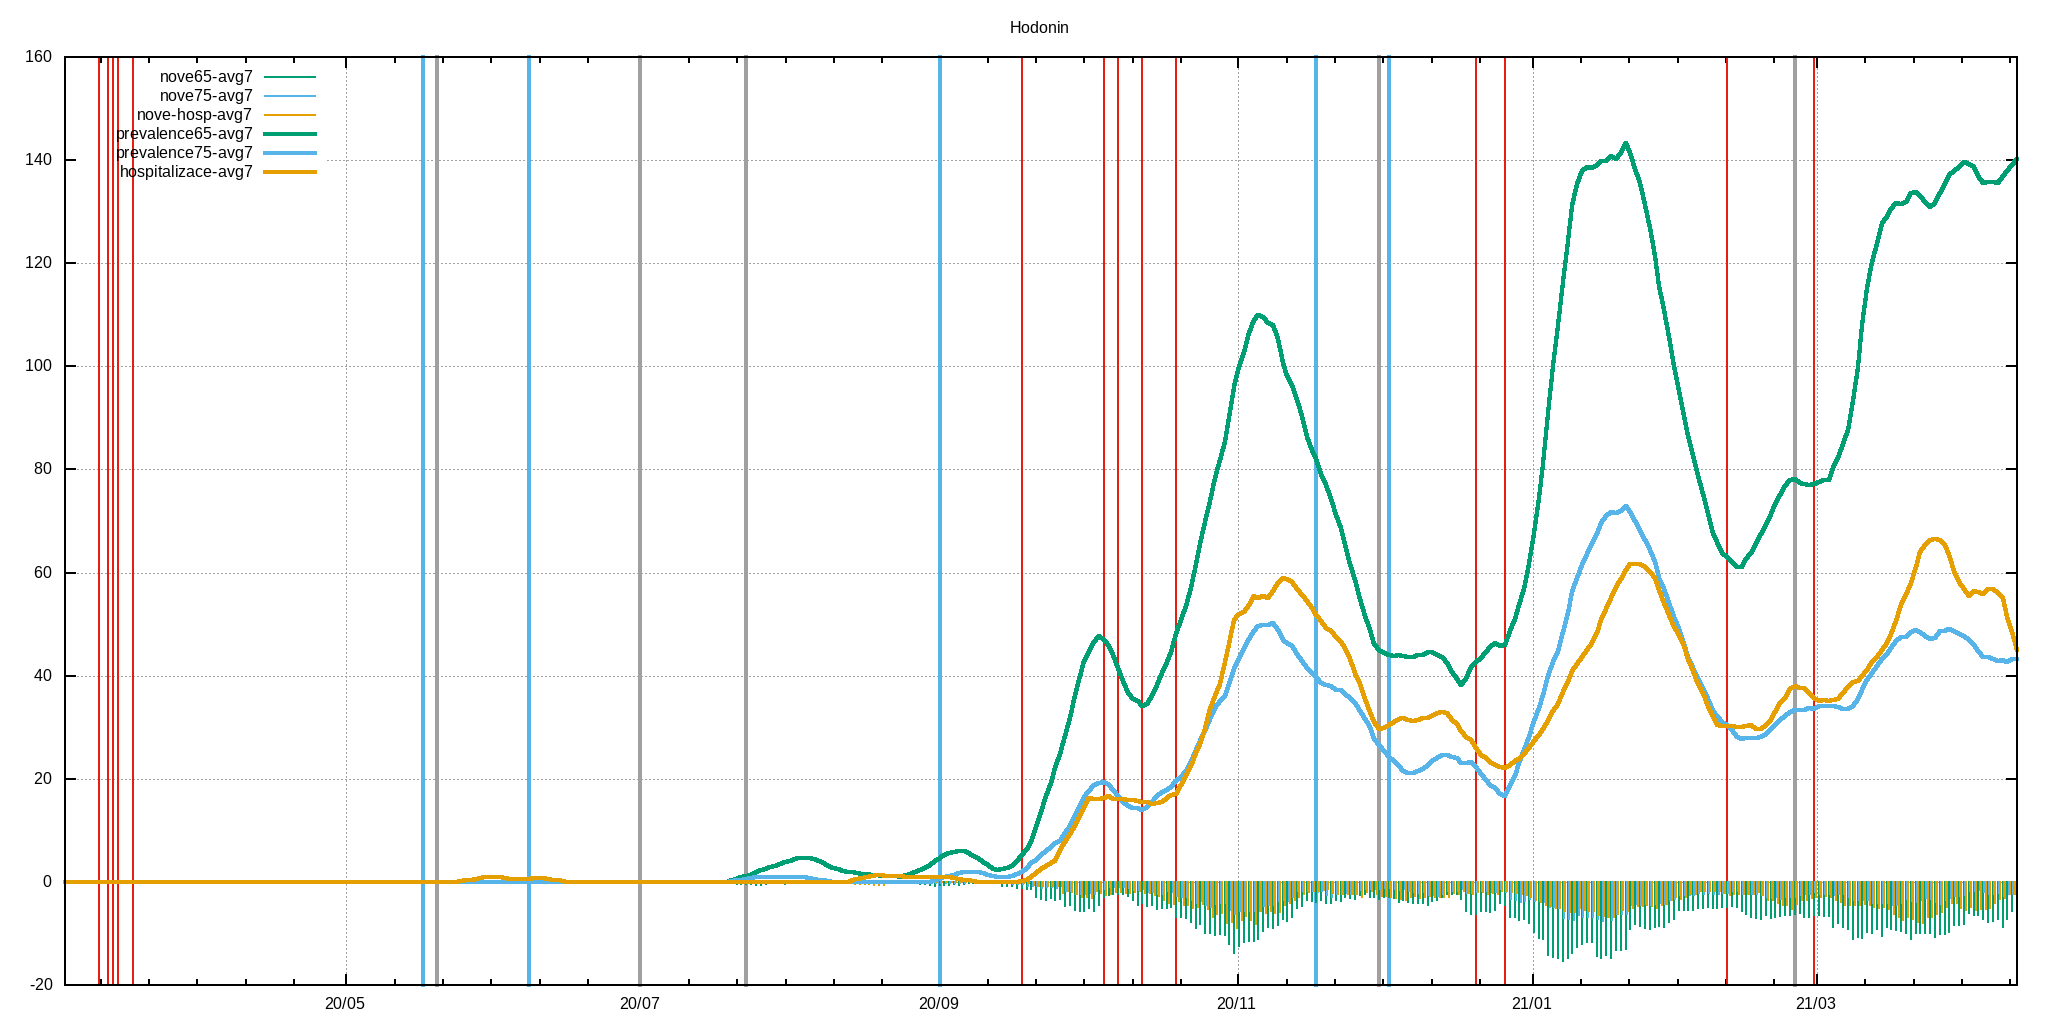 Hodonin
160
140
120
100
80
60
40
20
0
-20
nove65-avg7
nove75-avg7
nove-hosp-avg7
prevalence65-avg7
prevalence75-avg7
hospitalizace-avg7
20/05 20/07 20/09 20/11 21/01 21/03